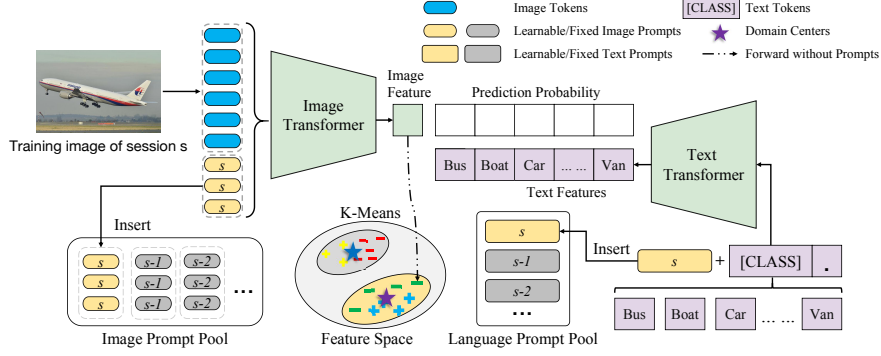 Image Tokens
[CLASS] Text Tokens
Learnable/Fixed Image Prompts
Domain Centers
Learnable/Fixed Text Prompts
Forward without Prompts
Training image of session s
Image
Transformer
Image
Feature
Prediction Probability
Bus Boat Car ... ... Van
Text Features
Text
Transformer
s
s
s
Insert
s s-1 s-2
s s-1 s-2
s s-1 s-2
...
Image Prompt Pool
K-Means
Feature Space
s
s-1
s-2
...
Language Prompt Pool
Insert
s + [CLASS] .
Bus Boat Car ... ... Van